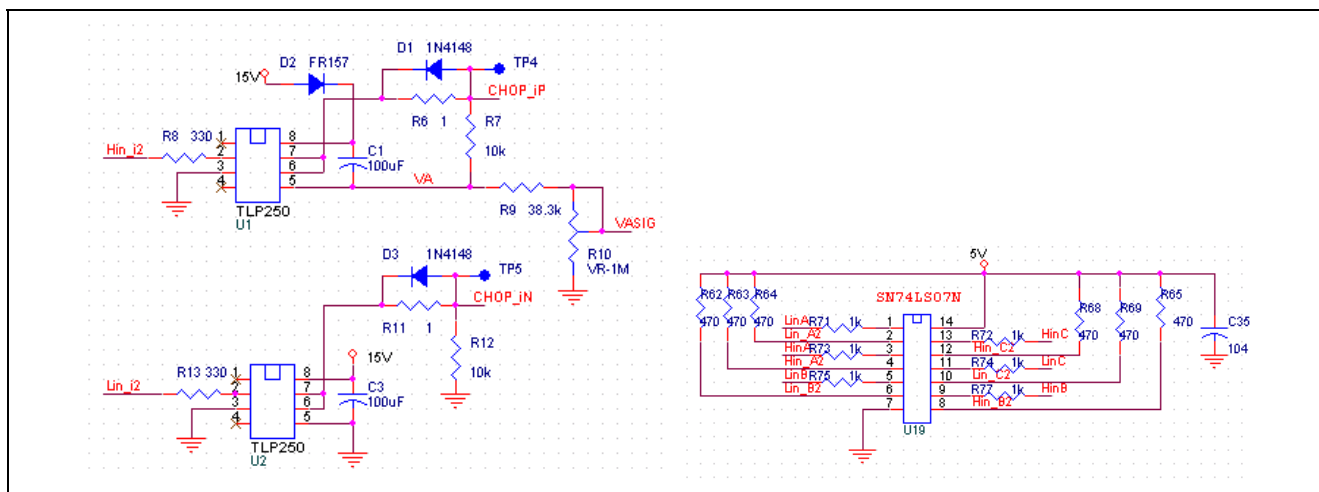 D1 1N4148
D2 FR157
TP4
15V
CHOP_iP
R6 1
R7
10k
R8 330
Hin_i2
1
2
3
4
8
7
6
5
C1
100uF
VA
TLP250
U1
R9 38.3k
VASIG
R10
VR-1M
D3 1N4148
TP5
CHOP_iN
R11 1
R12
10k
15V
R13 330
Lin_i2
1
2
3
4
8
7
6
5
C3
100uF
TLP250
U2
5V
SN74LS07N
R62 R63 R64
470 470 470
R68
470
R69
470
R65
470
C35
104
LinA R71 1k
Lin_A2
HinA R73 1k
Hin_A2
LinB R75 1k
Lin_B2
1
2
3
4
5
6
7
14
13
12
11
10
9
8
R72 1k HinC
Hin_C2
R74 1k LinC
Lin_C2
R77 1k HinB
Hin_B2
U19